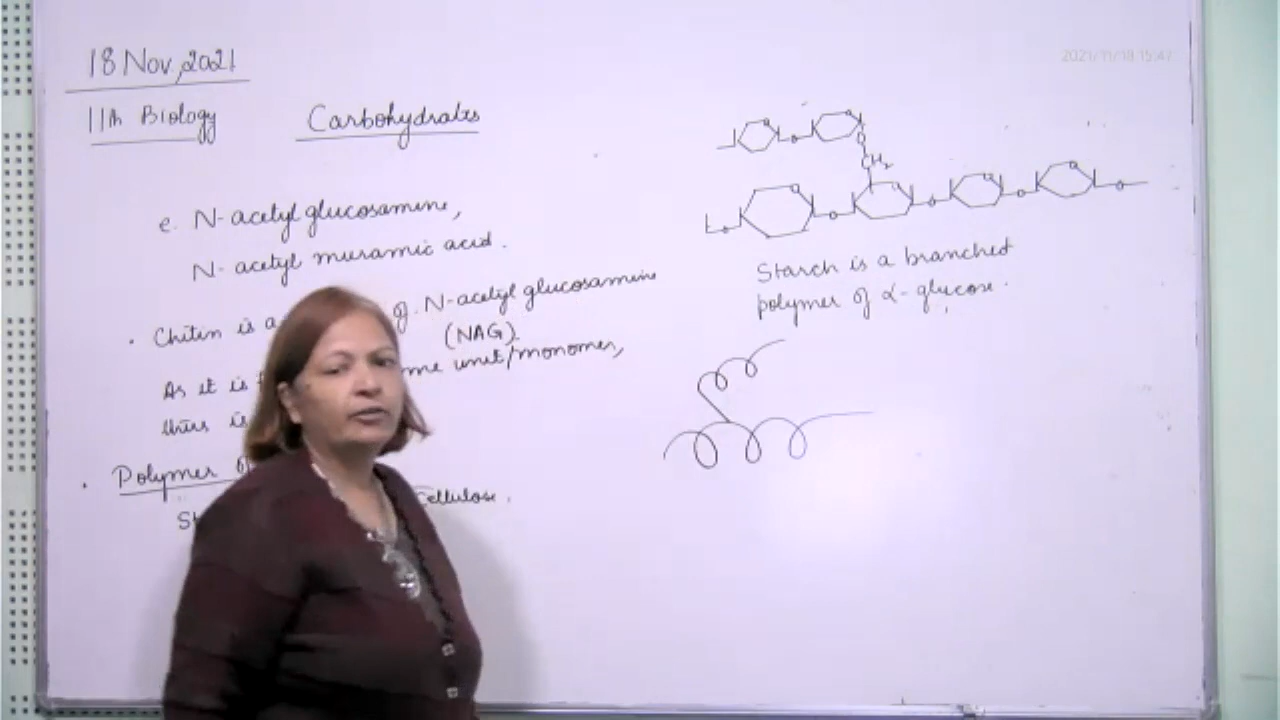 18 Nov, 2021
2021/11/18 15:47
11th Biology
Carbohydrates
e. N-acetyl glucosamine,
N-acetyl muramic acid.
. Chitin is a of N-acetyl glucosamine
(NAG).
As it is unit/monomer,
thus is
. Polymer
Cellulose.
O
O
CH₂
O
O
O
O
O
Starch is a branched
polymer of α-glucose.